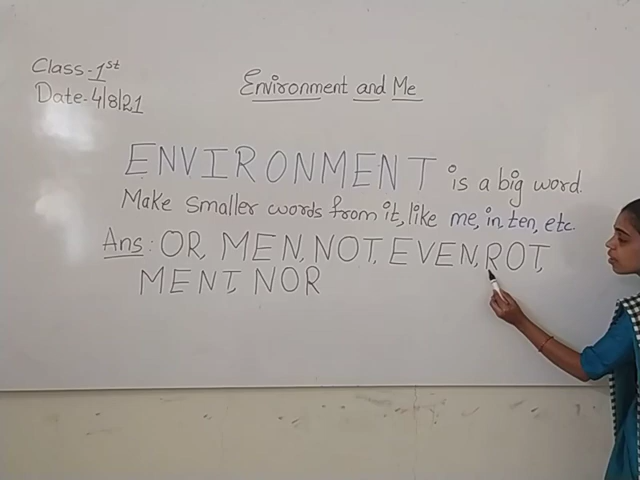 Class-1st
Date-4/8/21
Environment and Me
ENVIRONMENT is a big word.
Make smaller words from it, like me, in, ten, etc.
Ans: OR, MEN, NOT, EVEN, ROT,
MENT, NOR